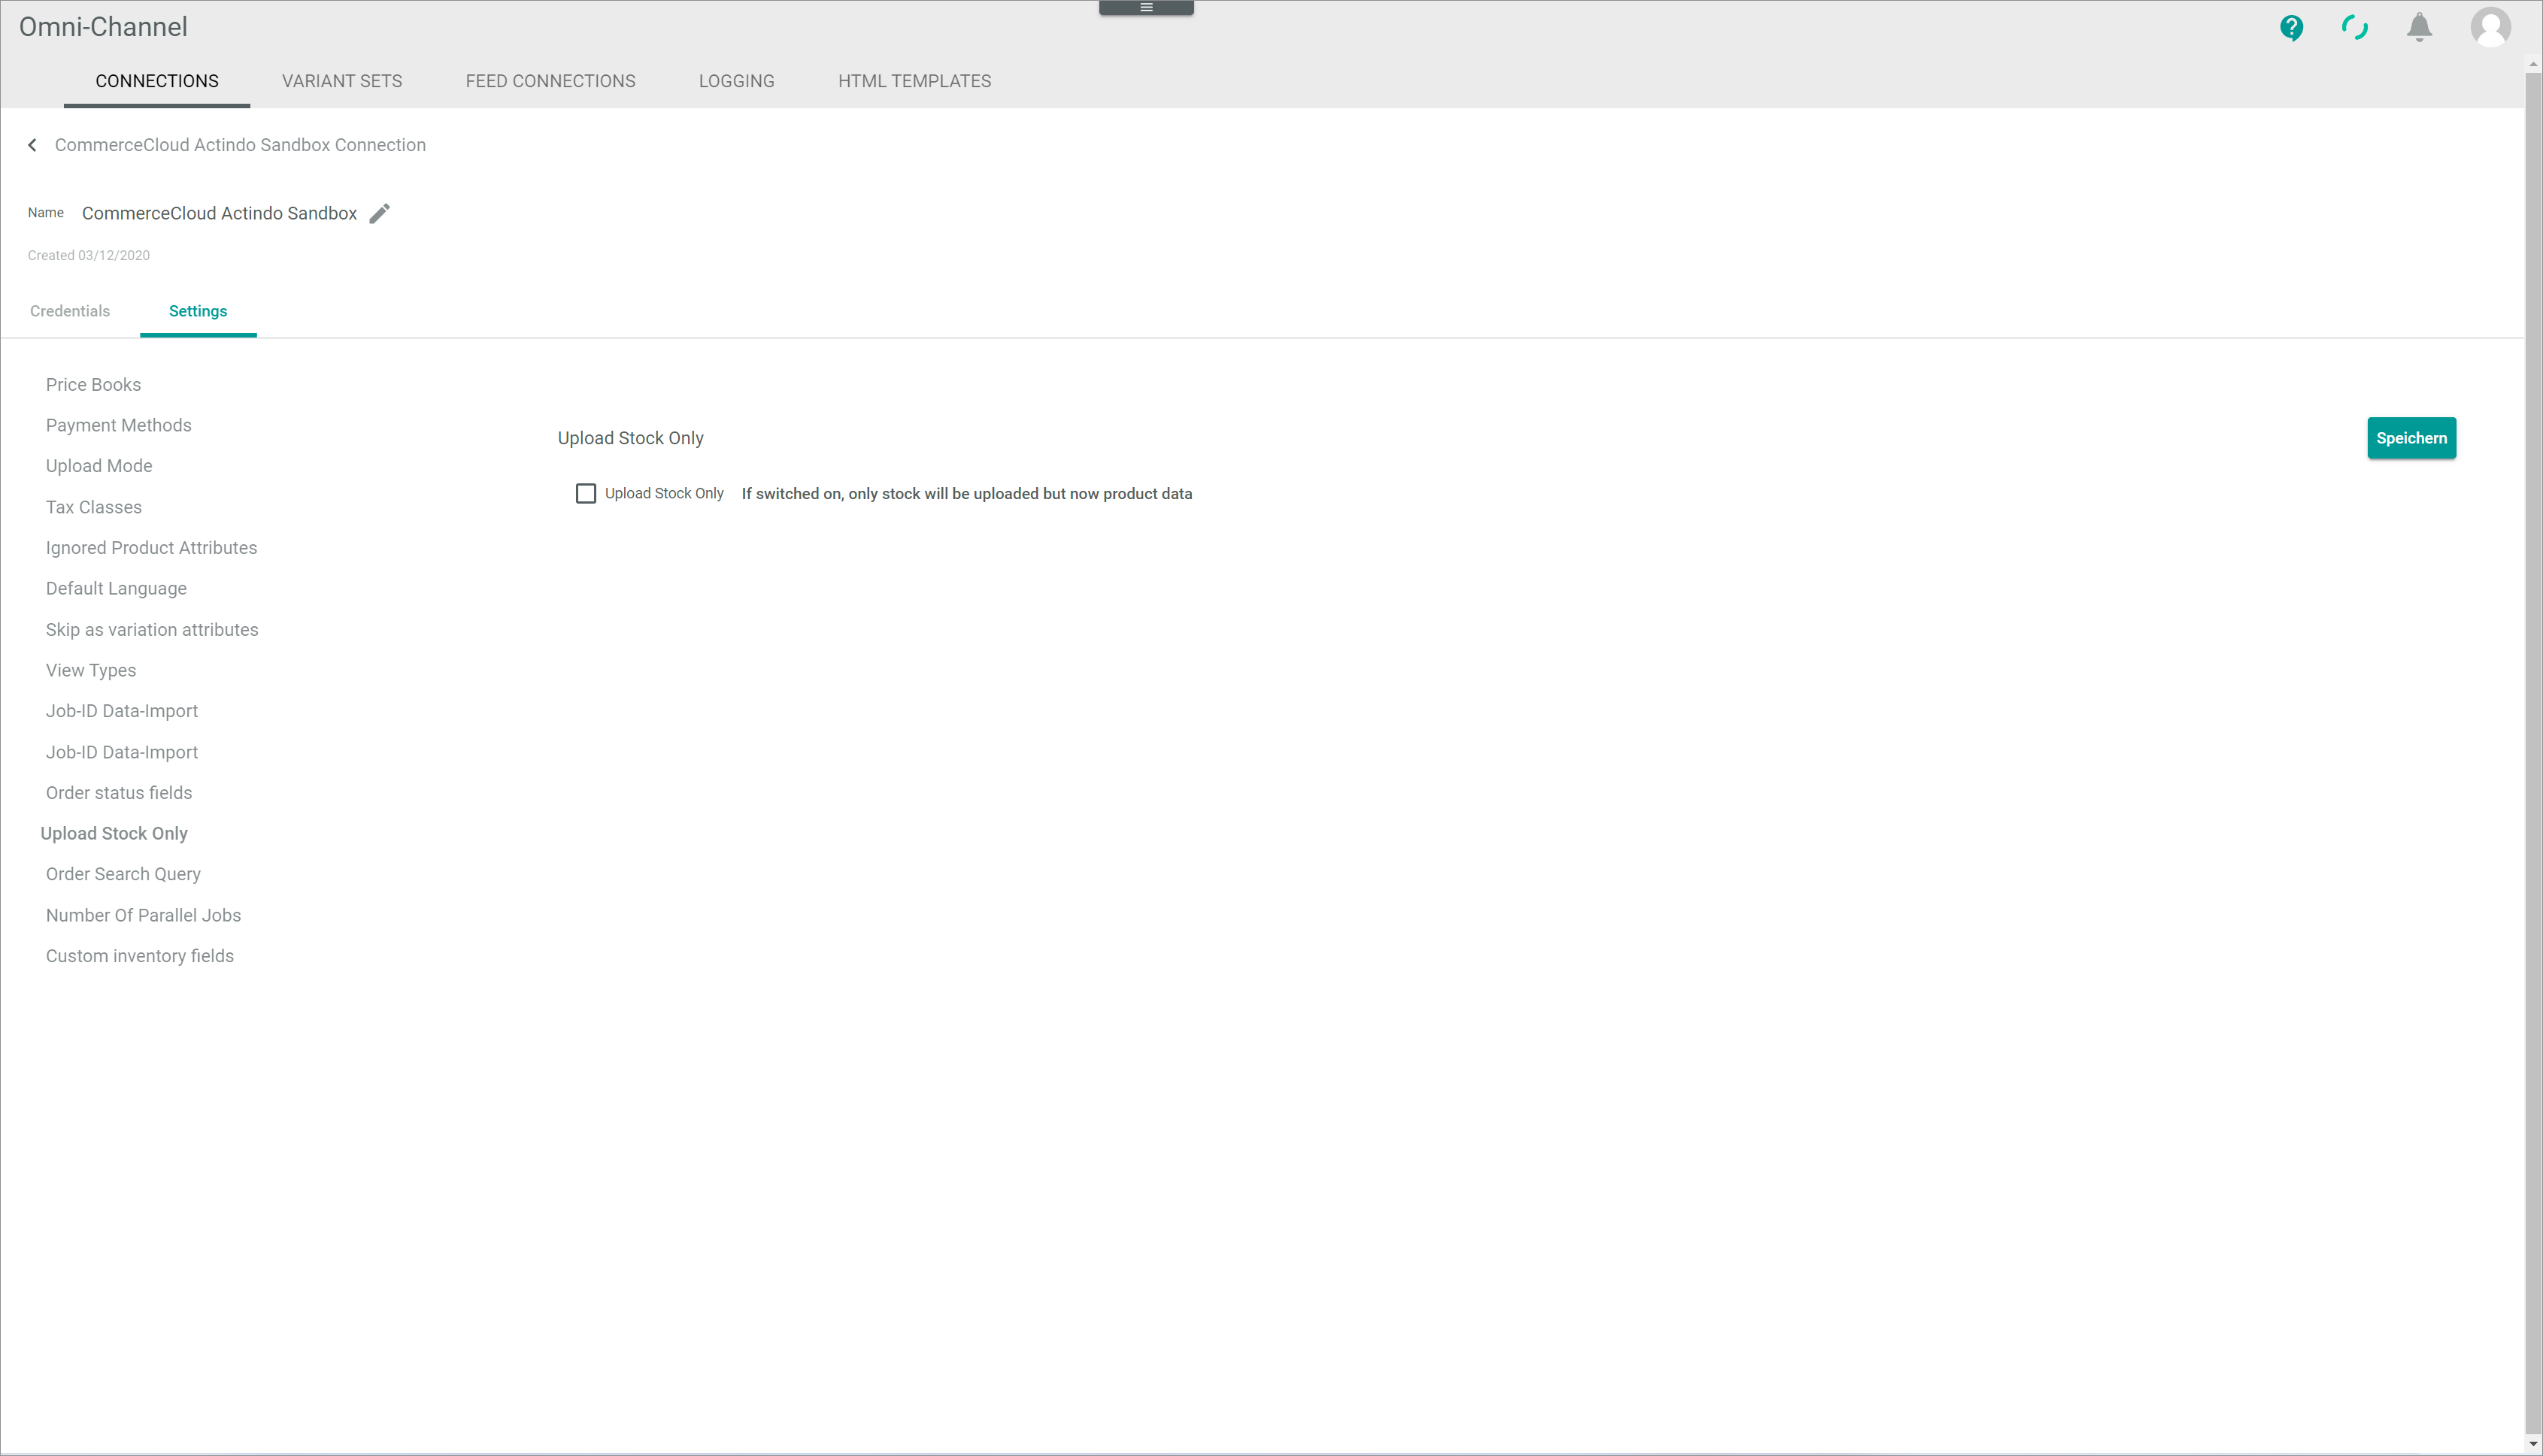 Omni-Channel
CONNECTIONS VARIANT SETS FEED CONNECTIONS LOGGING HTML TEMPLATES
CommerceCloud Actindo Sandbox Connection
Name CommerceCloud Actindo Sandbox
Created 03/12/2020
Credentials Settings
Price Books
Payment Methods
Upload Mode
Tax Classes
Ignored Product Attributes
Default Language
Skip as variation attributes
View Types
Job-ID Data-Import
Job-ID Data-Import
Order status fields
Upload Stock Only
Order Search Query
Number Of Parallel Jobs
Custom inventory fields
Upload Stock Only
Speichern
Upload Stock Only If switched on, only stock will be uploaded but now product data